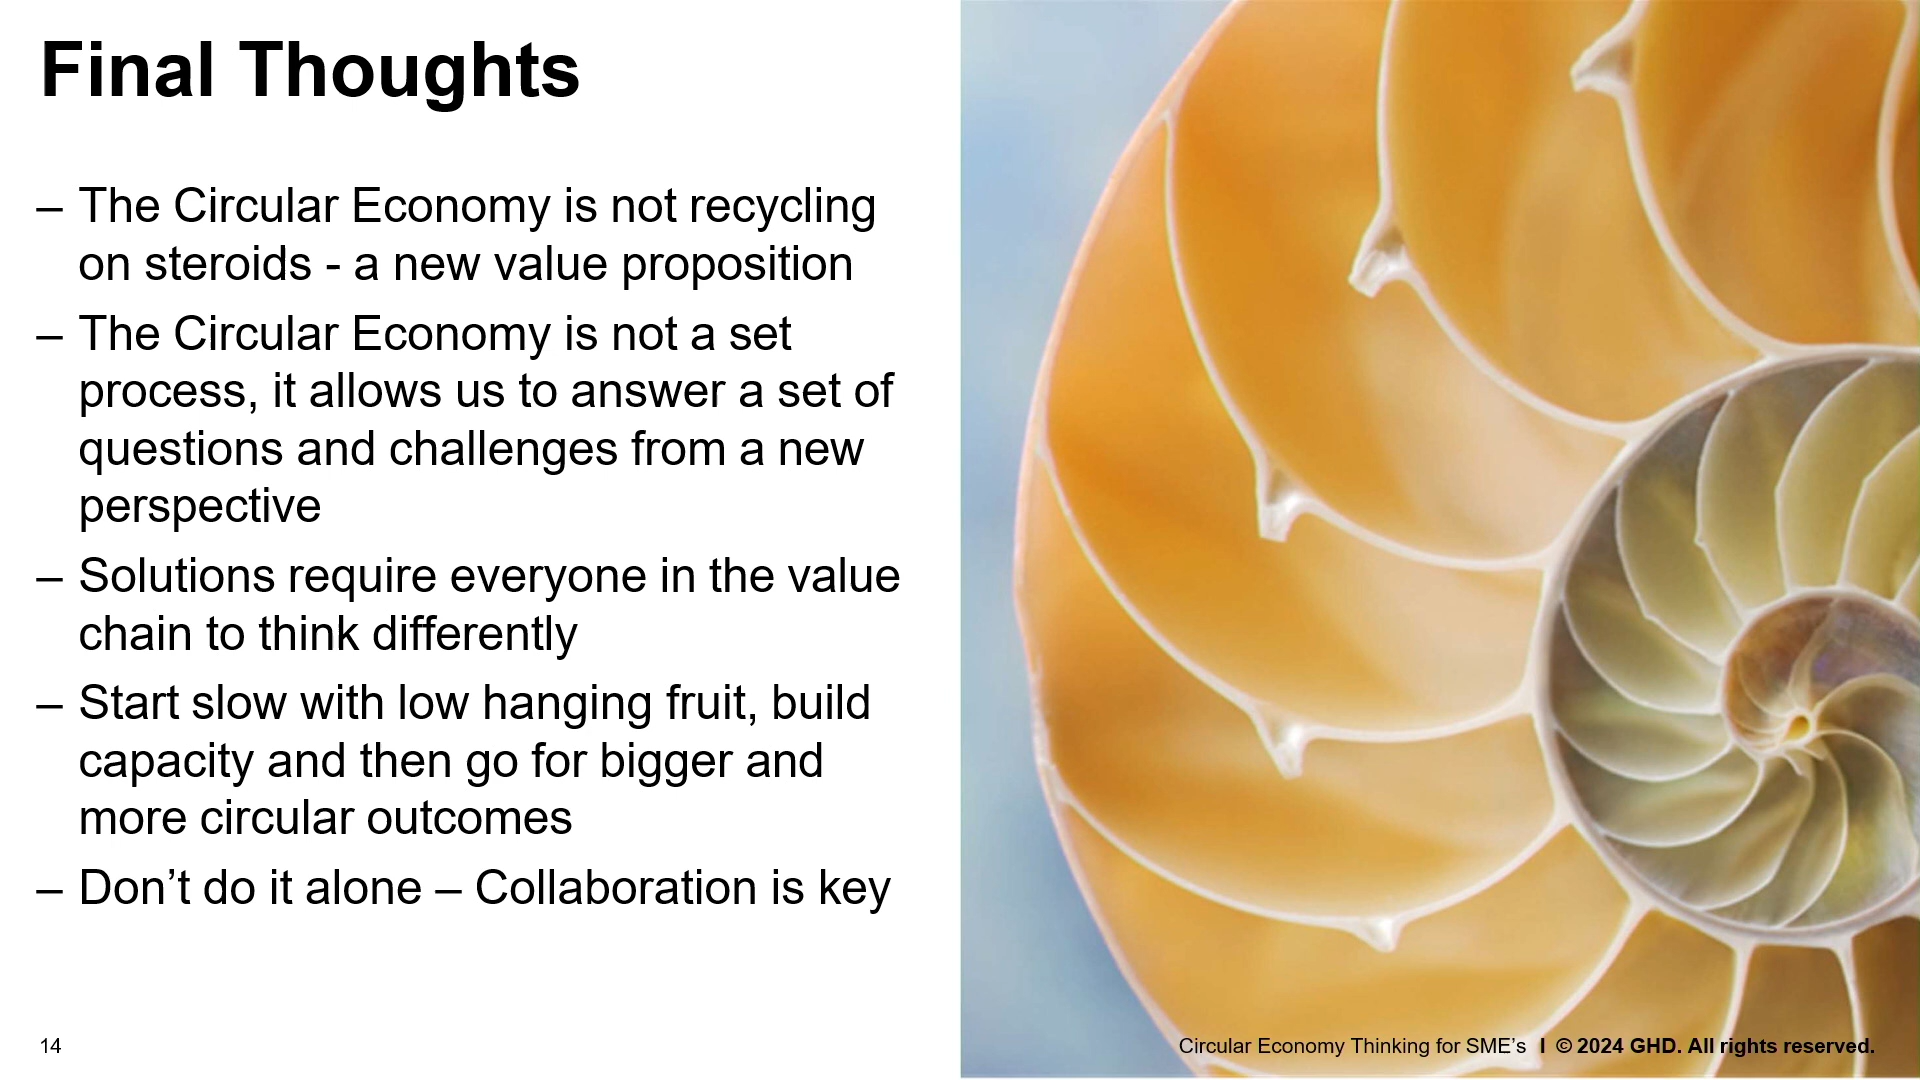 Final Thoughts
– The Circular Economy is not recycling
on steroids - a new value proposition
– The Circular Economy is not a set
process, it allows us to answer a set of
questions and challenges from a new
perspective
– Solutions require everyone in the value
chain to think differently
– Start slow with low hanging fruit, build
capacity and then go for bigger and
more circular outcomes
– Don’t do it alone – Collaboration is key
14
Circular Economy Thinking for SME’s I © 2024 GHD. All rights reserved.